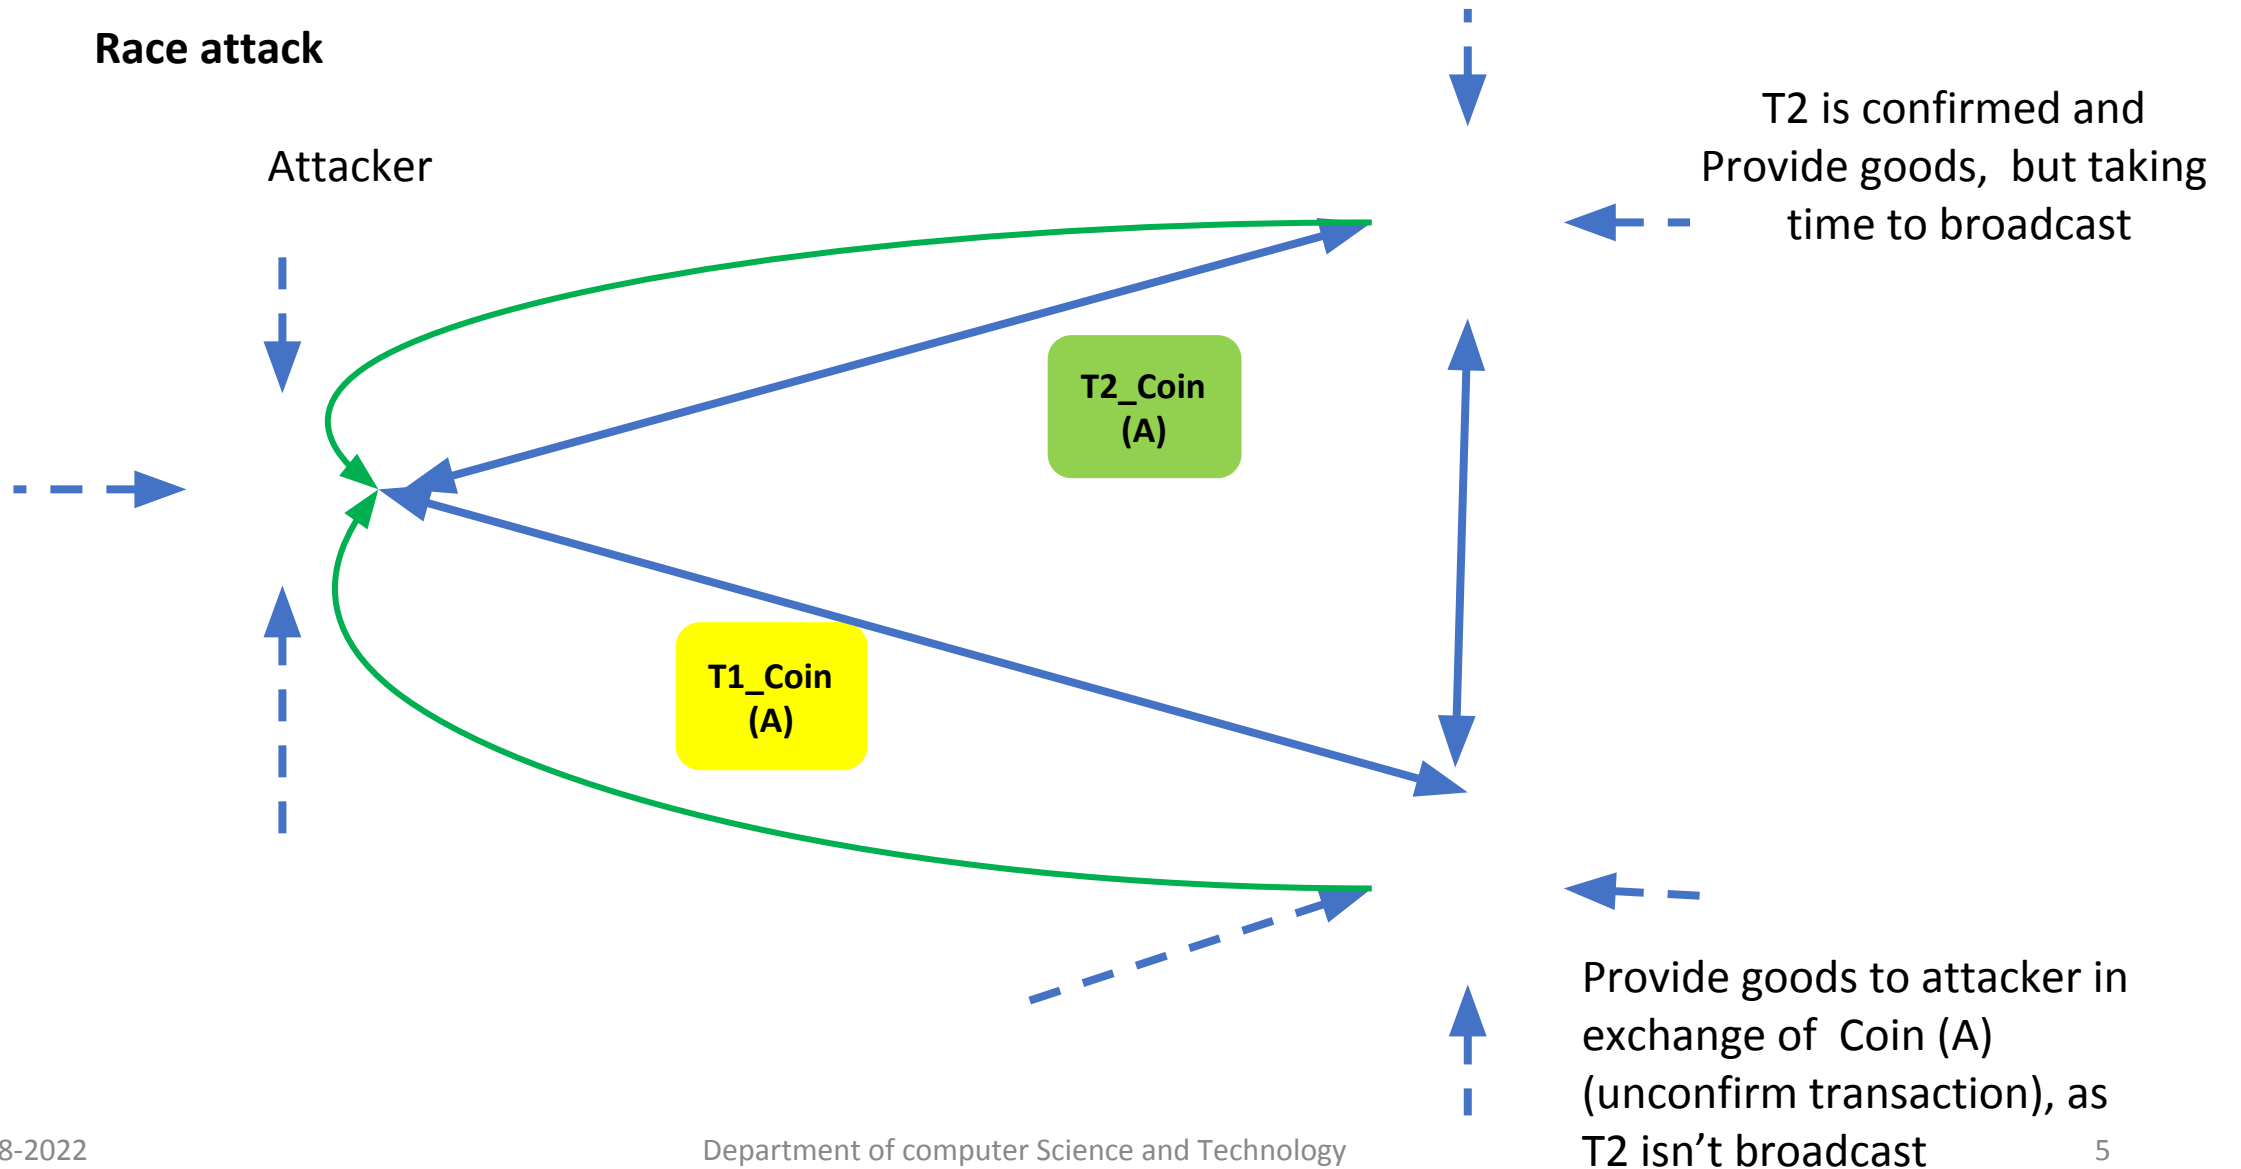 Race attack
Attacker
T2 is confirmed and
Provide goods,  but taking
time to broadcast
T2_Coin
(A)
T1_Coin
(A)
Provide goods to attacker in
exchange of  Coin (A)
(unconfirm transaction), as
T2 isn’t broadcast
8-2022
Department of computer Science and Technology
5